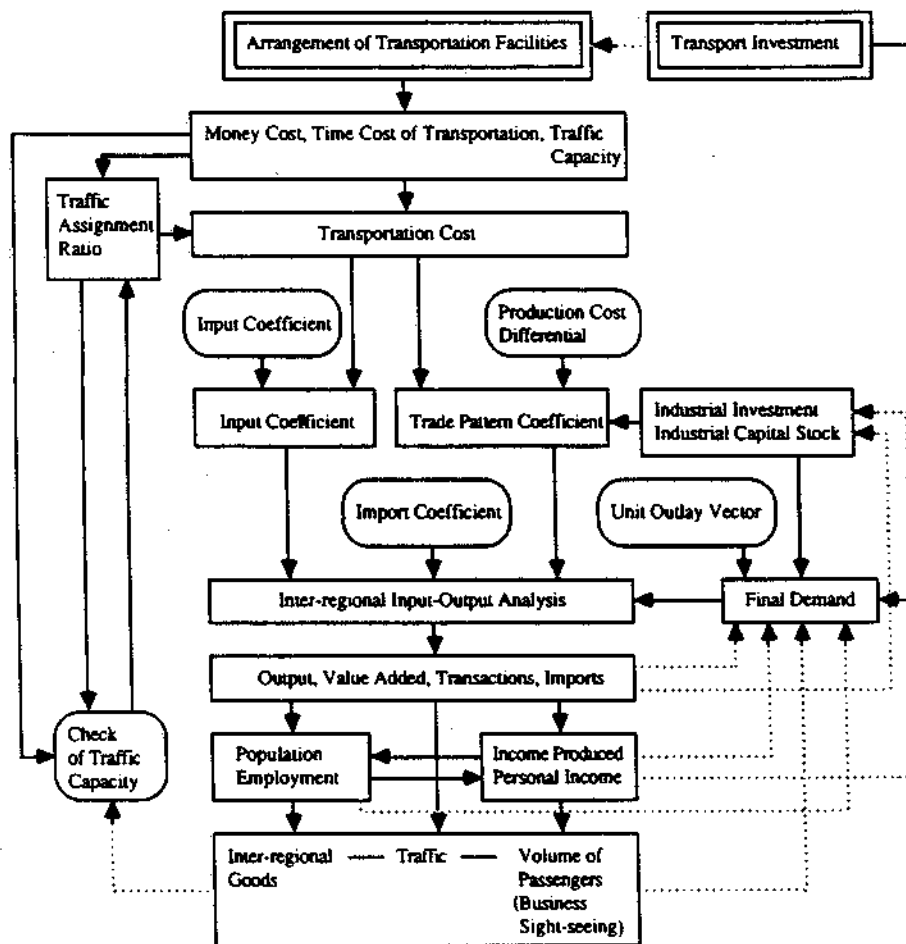 Arrangement of Transportation Facilities
Transport Investment
Money Cost, Time Cost of Transportation, Traffic
Capacity
Traffic
Assignment
Ratio
Transportation Cost
Input Coefficient
Production Cost
Differential
Input Coefficient
Trade Pattern Coefficient
Industrial Investment
Industrial Capital Stock
Import Coefficient
Unit Outlay Vector
Inter-regional Input-Output Analysis
Final Demand
Output, Value Added, Transactions, Imports
Check
of Traffic
Capacity
Population
Employment
Income Produced
Personal Income
Inter-regional — Traffic — Volume of
Goods
Passengers
(Business
Sight-seeing)